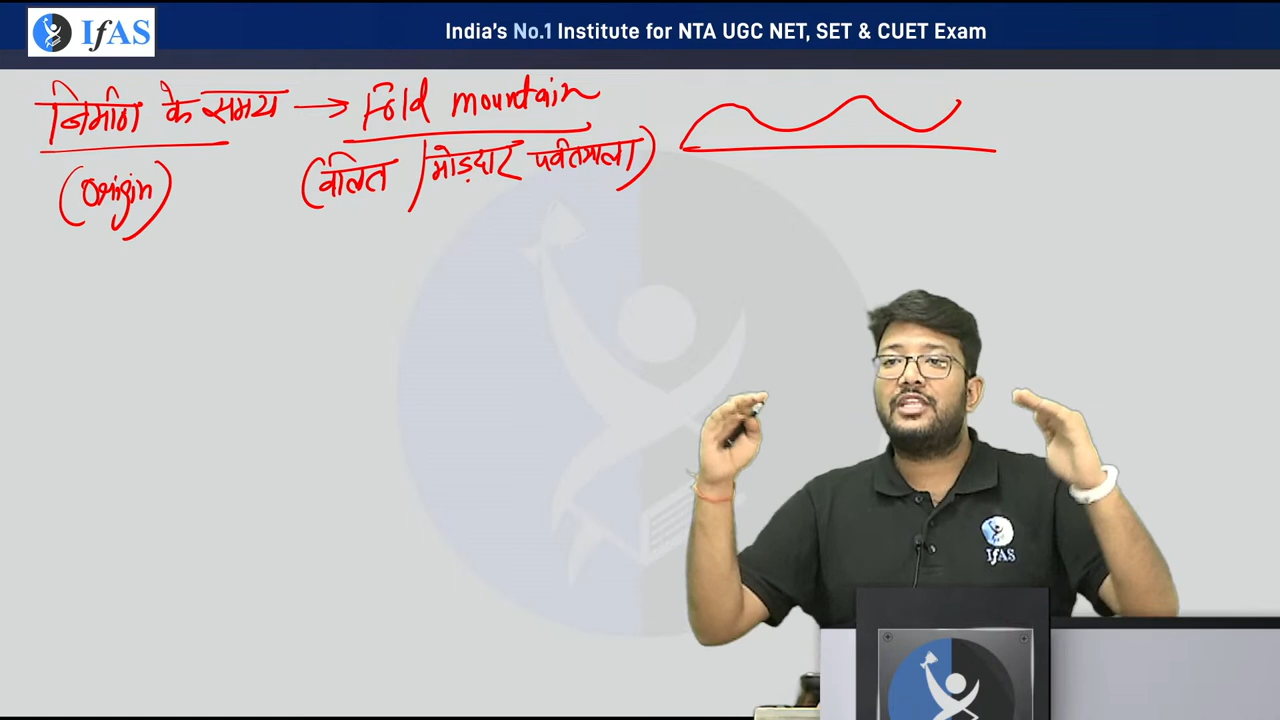 IfAS
India's No.1 Institute for NTA UGC NET, SET & CUET Exam
निर्माण के समय → Fold mountain
(origin) (वलित / मोड़दार पर्वतमाला)
IfAS